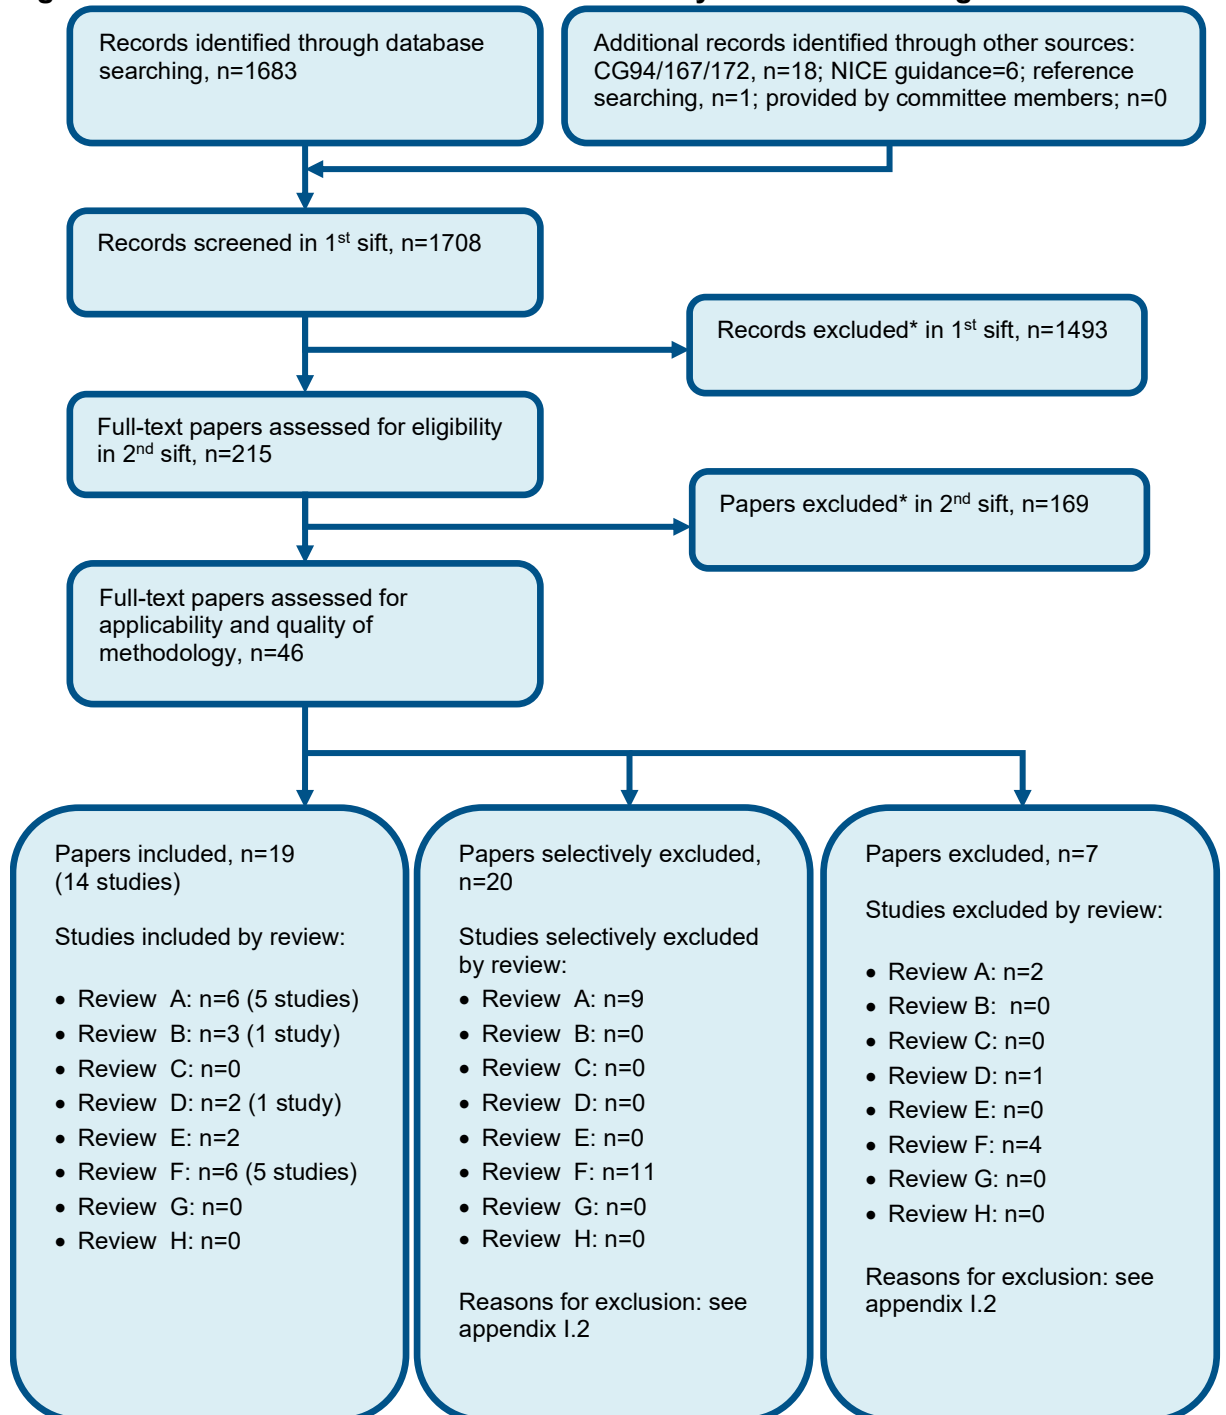 Records identified through database
searching, n=1683
Additional records identified through other sources:
CG94/167/172, n=18; NICE guidance=6; reference
searching, n=1; provided by committee members; n=0
Records screened in 1st sift, n=1708
Records excluded* in 1st sift, n=1493
Full-text papers assessed for eligibility
in 2nd sift, n=215
Papers excluded* in 2nd sift, n=169
Full-text papers assessed for
applicability and quality of
methodology, n=46
Papers included, n=19
(14 studies)
Studies included by review:
• Review A: n=6 (5 studies)
• Review B: n=3 (1 study)
• Review C: n=0
• Review D: n=2 (1 study)
• Review E: n=2
• Review F: n=6 (5 studies)
• Review G: n=0
• Review H: n=0
Papers selectively excluded,
n=20
Studies selectively excluded
by review:
• Review A: n=9
• Review B: n=0
• Review C: n=0
• Review D: n=0
• Review E: n=0
• Review F: n=11
• Review G: n=0
• Review H: n=0
Reasons for exclusion: see
appendix I.2
Papers excluded, n=7
Studies excluded by review:
• Review A: n=2
• Review B: n=0
• Review C: n=0
• Review D: n=1
• Review E: n=0
• Review F: n=4
• Review G: n=0
• Review H: n=0
Reasons for exclusion: see
appendix I.2